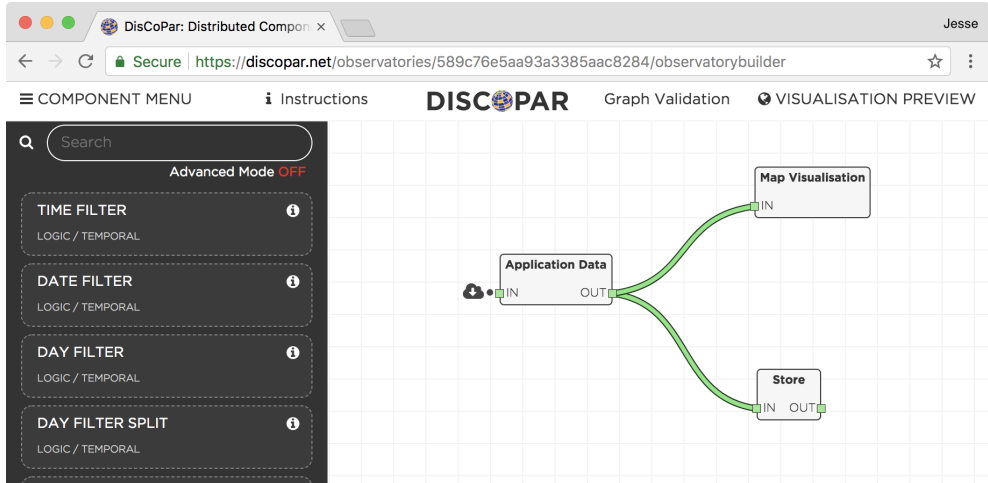 DisCoPar: Distributed Compon
Jesse
Secure https://discopar.net/observatories/589c76e5aa93a3385aac8284/observatorybuilder
COMPONENT MENU
Instructions
DISCOPAR
Graph Validation
VISUALISATION PREVIEW
Search
Advanced Mode OFF
TIME FILTER
LOGIC / TEMPORAL
DATE FILTER
LOGIC / TEMPORAL
DAY FILTER
LOGIC / TEMPORAL
DAY FILTER SPLIT
LOGIC / TEMPORAL
Map Visualisation
IN
Application Data
IN OUT
Store
IN OUT